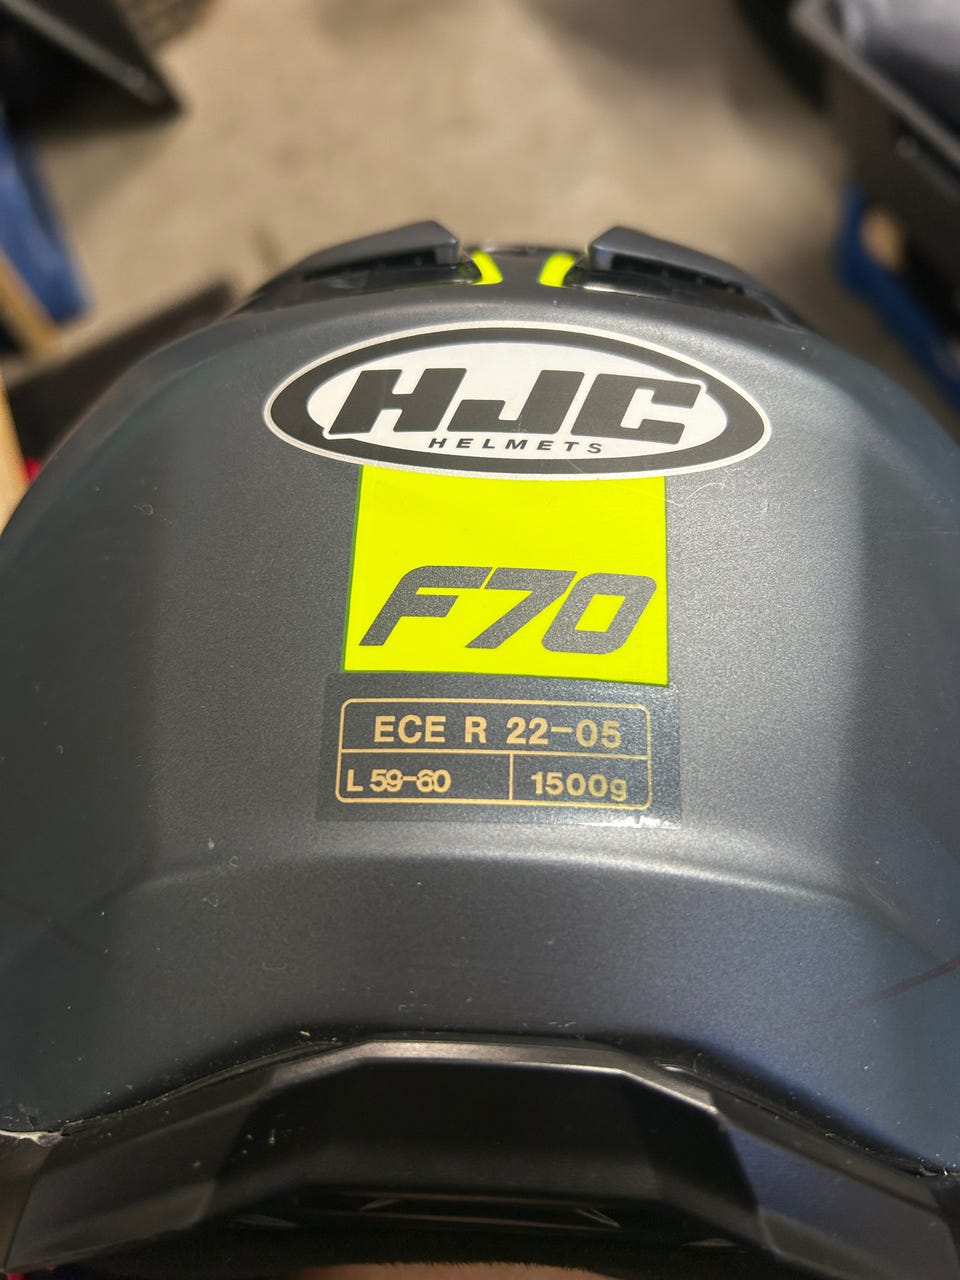 HJC
HELMETS
F70
ECE R 22-05
L 59-60
1500g